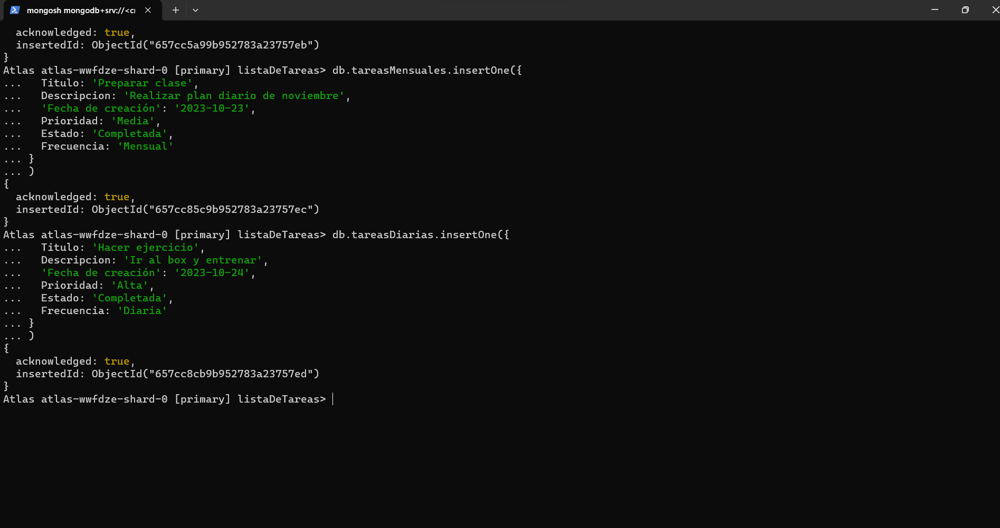 mongosh mongodb+srv://<cr
  acknowledged: true,
  insertedId: ObjectId("657cc5a99b952783a23757eb")
}
Atlas atlas-wwfdze-shard-0 [primary] listaDeTareas> db.tareasMensuales.insertOne({
...   Titulo: 'Preparar clase',
...   Descripcion: 'Realizar plan diario de noviembre',
...   'Fecha de creación': '2023-10-23',
...   Prioridad: 'Media',
...   Estado: 'Completada',
...   Frecuencia: 'Mensual'
... }
... )
{
  acknowledged: true,
  insertedId: ObjectId("657cc85c9b952783a23757ec")
}
Atlas atlas-wwfdze-shard-0 [primary] listaDeTareas> db.tareasDiarias.insertOne({
...   Titulo: 'Hacer ejercicio',
...   Descripcion: 'Ir al box y entrenar',
...   'Fecha de creación': '2023-10-24',
...   Prioridad: 'Alta',
...   Estado: 'Completada',
...   Frecuencia: 'Diaria'
... }
... )
{
  acknowledged: true,
  insertedId: ObjectId("657cc8cb9b952783a23757ed")
}
Atlas atlas-wwfdze-shard-0 [primary] listaDeTareas>